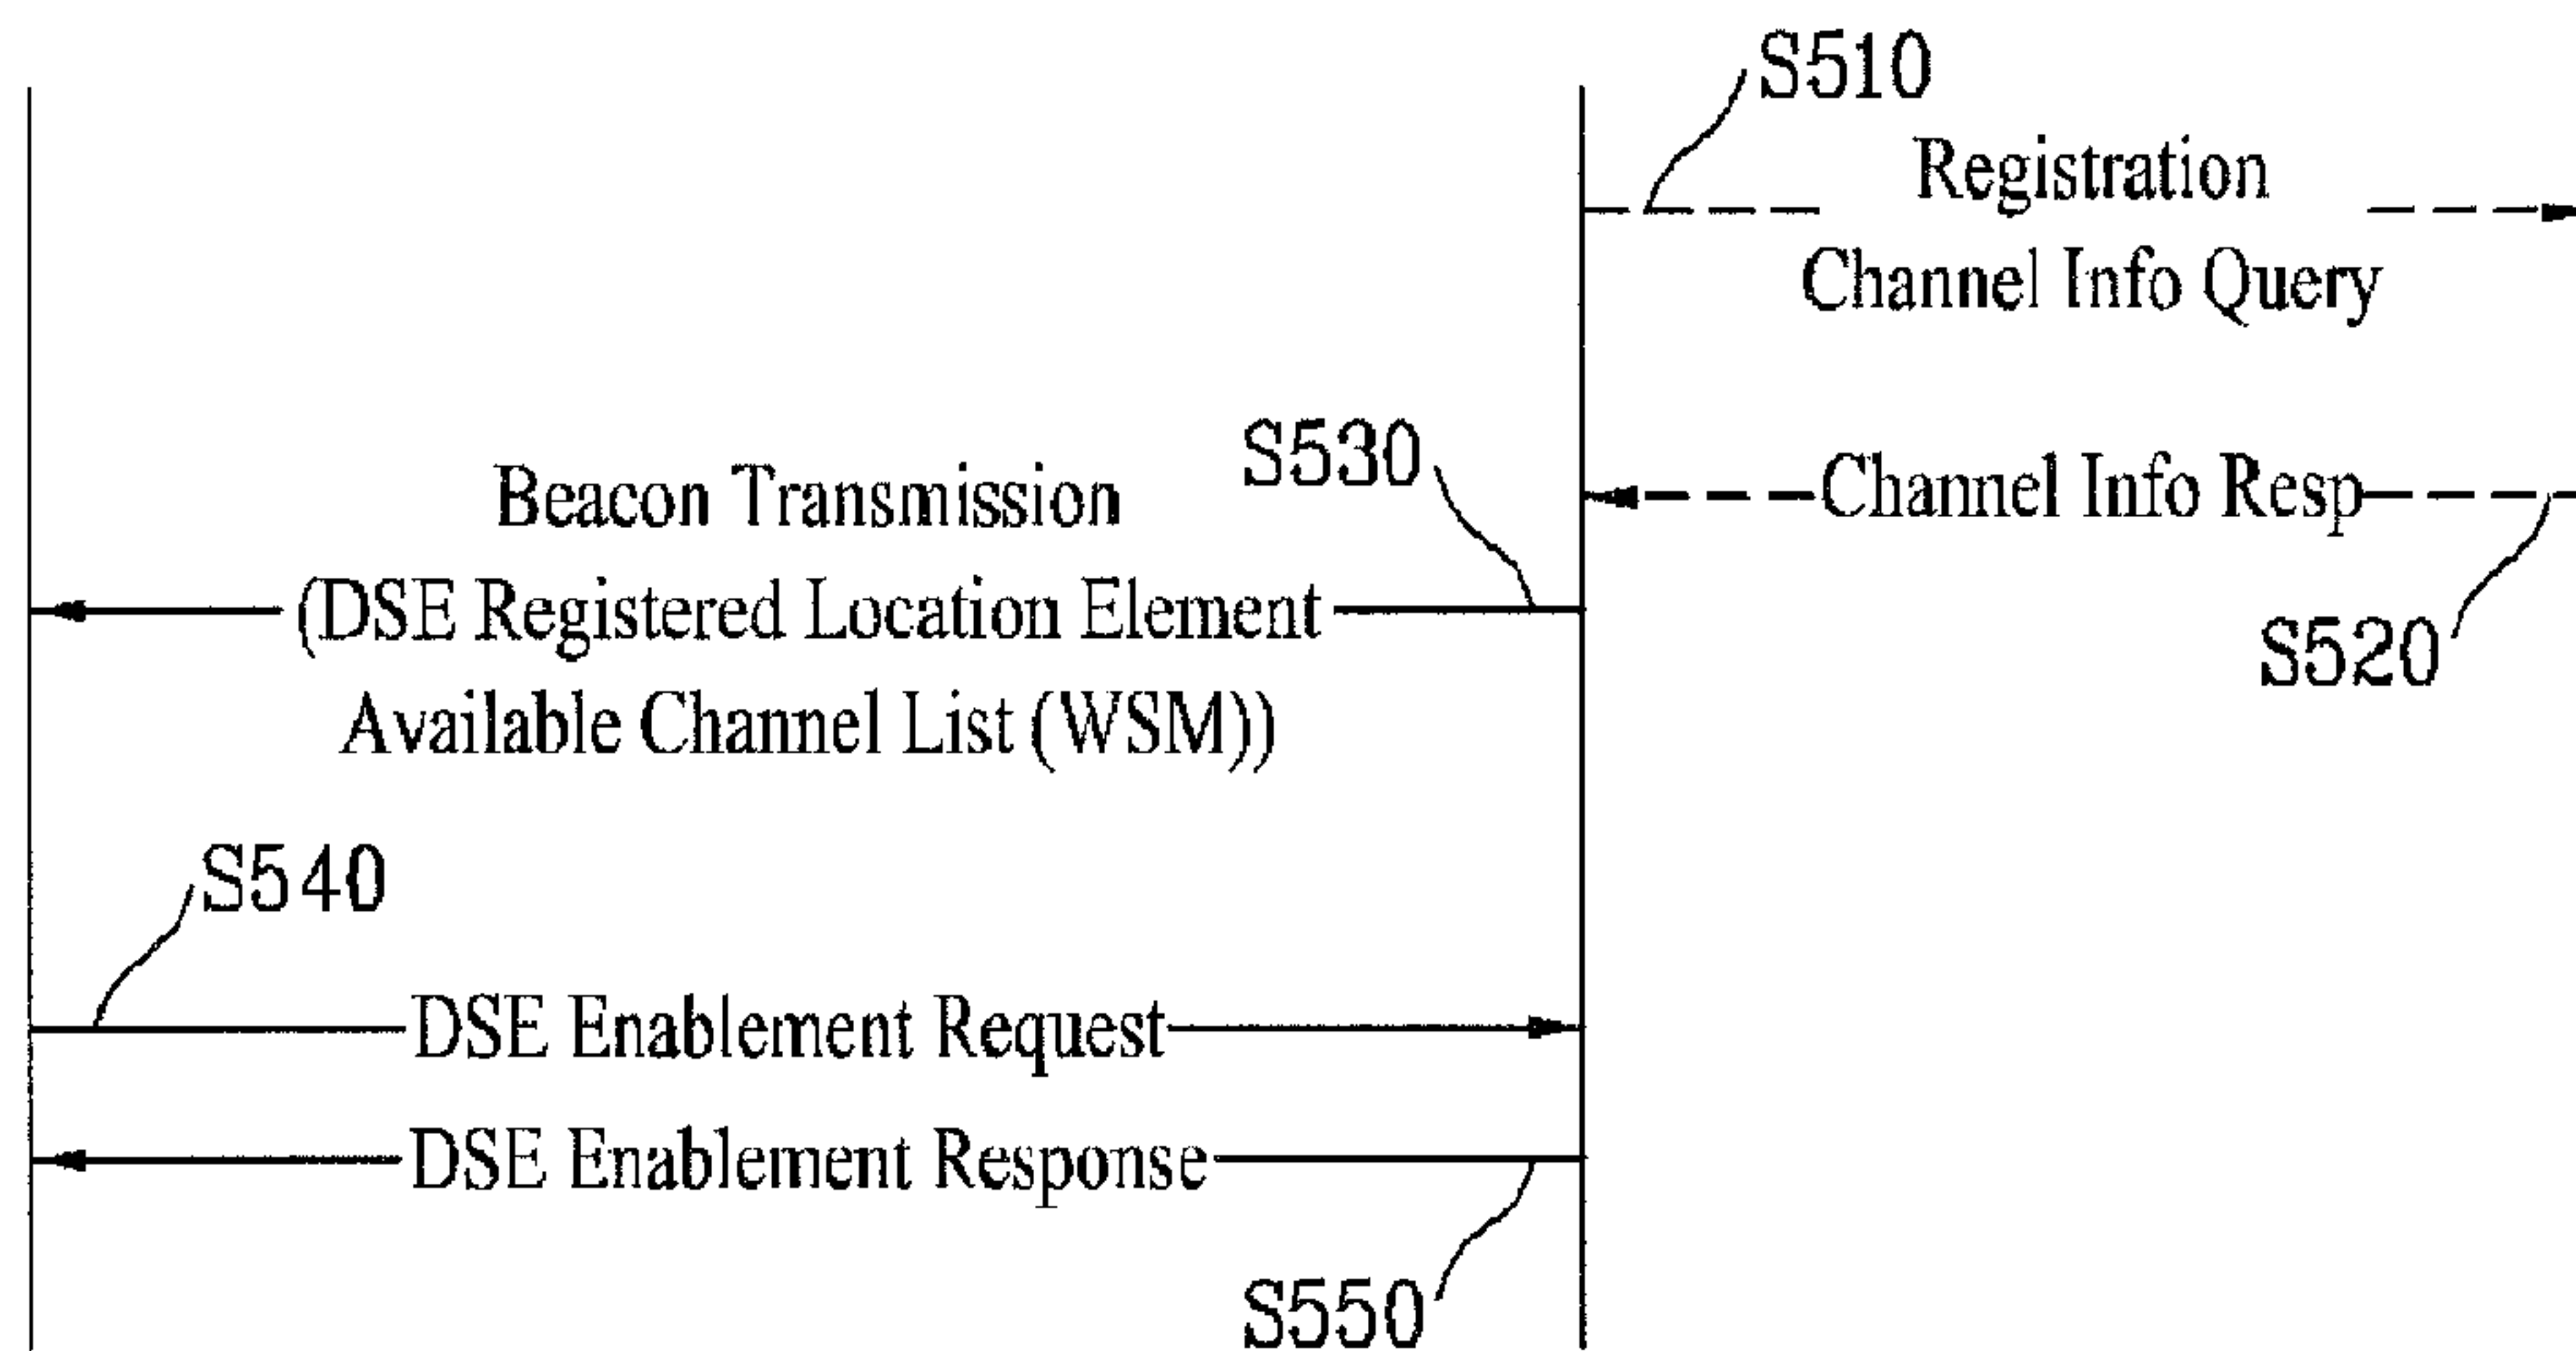 S510
Registration
Channel Info Query
Channel Info Resp
S520
S530
Beacon Transmission
(DSE Registered Location Element
Available Channel List (WSM))
S540
DSE Enablement Request
DSE Enablement Response
S550